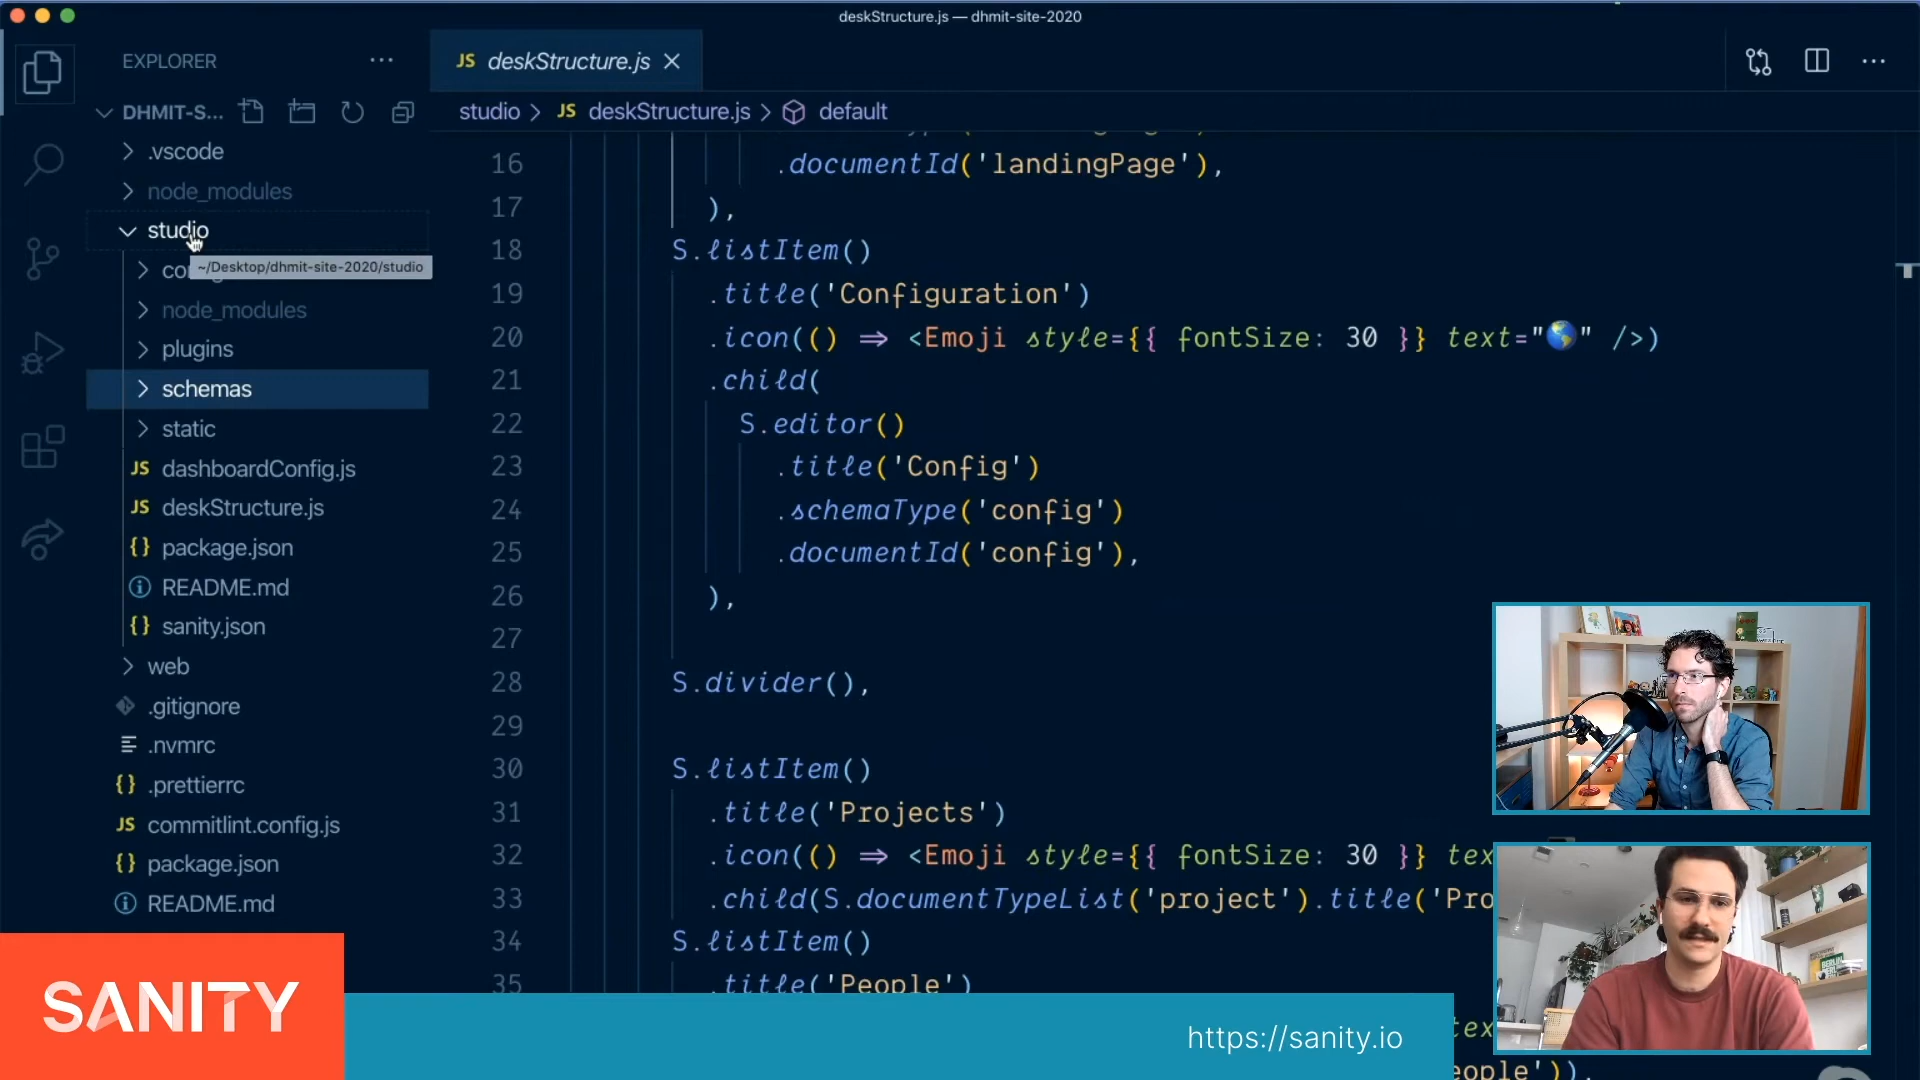 deskStructure.js — dhmit-site-2020
EXPLORER
DHMIT-S...
.vscode
node_modules
studio
~/Desktop/dhmit-site-2020/studio
node_modules
plugins
schemas
static
JS dashboardConfig.js
JS deskStructure.js
{} package.json
README.md
{} sanity.json
web
.gitignore
.nvmrc
{} .prettierrc
JS commitlint.config.js
{} package.json
README.md
JS deskStructure.js
studio > JS deskStructure.js > default
16 .documentId('landingPage'),
17 ),
18 S.listItem()
19 .title('Configuration')
20 .icon(() => <Emoji style={{ fontSize: 30 }} text="🌎" />)
21 .child(
22 S.editor()
23 .title('Config')
24 .schemaType('config')
25 .documentId('config'),
26 ),
27
28 S.divider(),
29
30 S.listItem()
31 .title('Projects')
32 .icon(() => <Emoji style={{ fontSize: 30 }} tex
33 .child(S.documentTypeList('project').title('Pro
34 S.listItem()
35 .title('People')
tex
eople')),
SANITY
https://sanity.io